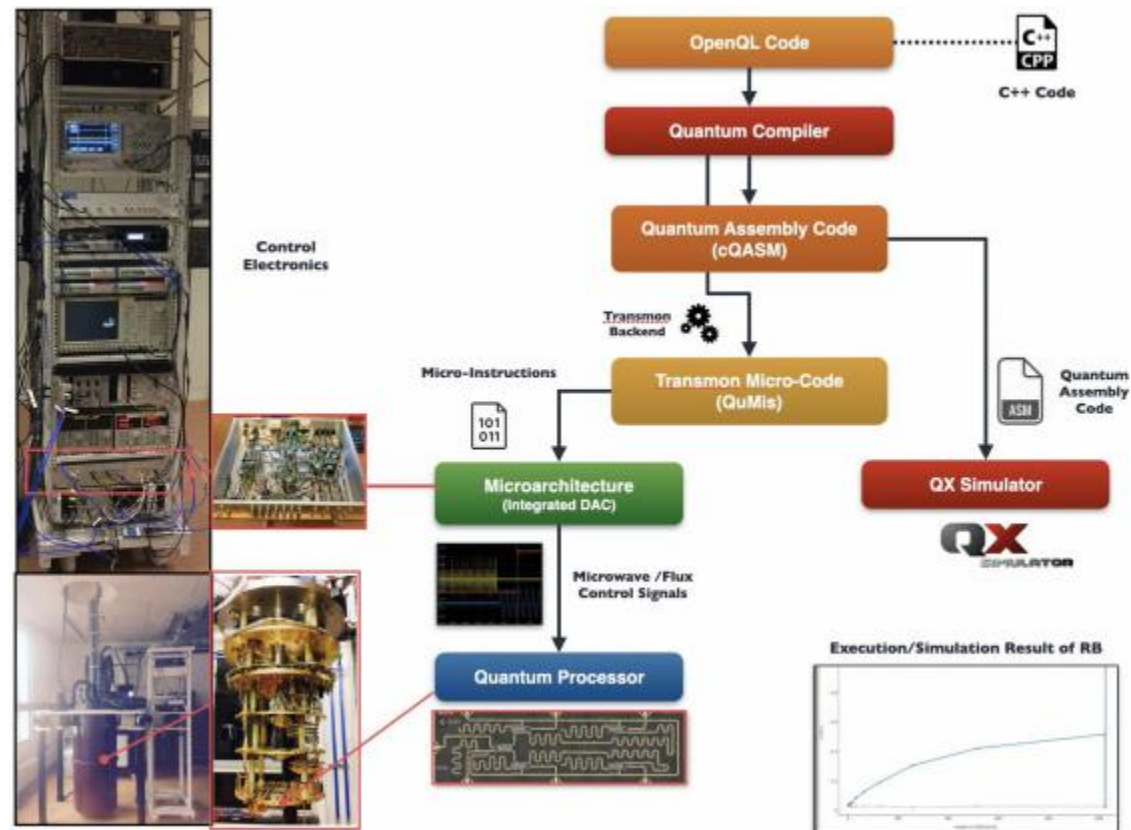 OpenQL Code
C++
CPP
C++ Code
Quantum Compiler
Quantum Assembly Code
(cQASM)
Control
Electronics
Transmon
Backend
Micro-Instructions
101
011
Transmon Micro-Code
(QuMis)
ASM
Quantum
Assembly
Code
Microarchitecture
(Integrated DAC)
QX Simulator
QX
SIMULATOR
Microwave /Flux
Control Signals
Quantum Processor
Execution/Simulation Result of RB